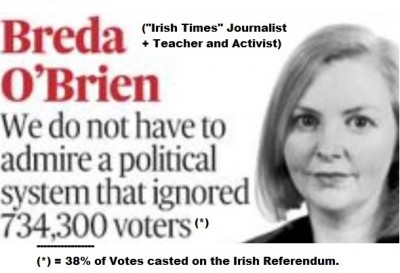 Breda
("Irish Times" Journalist
+ Teacher and Activist)
O'Brien
We do not have to
admire a political
system that ignored
734,300 voters (*)
(*) = 38% of Votes casted on the Irish Referendum.